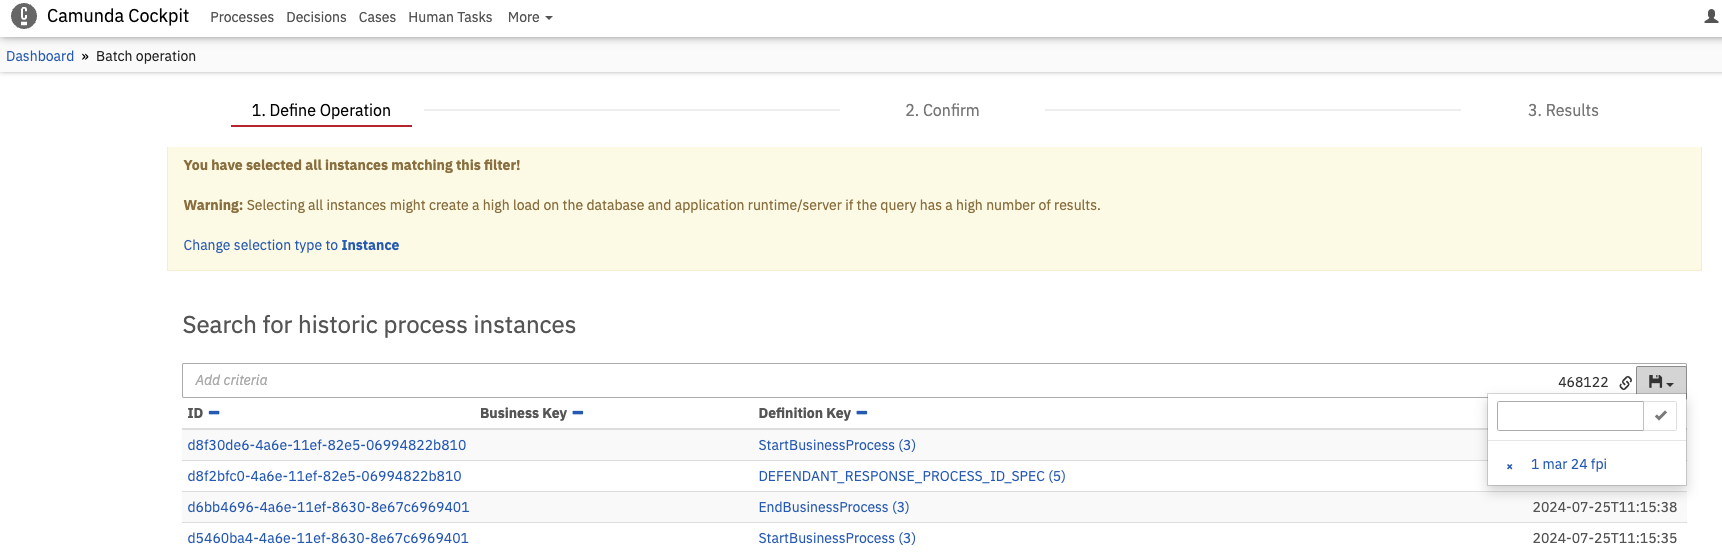 Camunda Cockpit Processes Decisions Cases Human Tasks More
Dashboard » Batch operation
1. Define Operation 2. Confirm 3. Results
You have selected all instances matching this filter!
Warning: Selecting all instances might create a high load on the database and application runtime/server if the query has a high number of results.
Change selection type to Instance
Search for historic process instances
Add criteria 468122
ID Business Key Definition Key
d8f30de6-4a6e-11ef-82e5-06994822b810 StartBusinessProcess (3)
1 mar 24 fpi
d8f2bfc0-4a6e-11ef-82e5-06994822b810 DEFENDANT_RESPONSE_PROCESS_ID_SPEC (5)
d6bb4696-4a6e-11ef-8630-8e67c6969401 EndBusinessProcess (3) 2024-07-25T11:15:38
d5460ba4-4a6e-11ef-8630-8e67c6969401 StartBusinessProcess (3) 2024-07-25T11:15:35